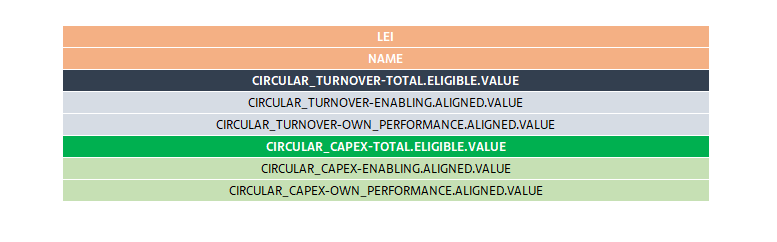 LEI
NAME
CIRCULAR_TURNOVER-TOTAL.ELIGIBLE.VALUE
CIRCULAR_TURNOVER-ENABLING.ALIGNED.VALUE
CIRCULAR_TURNOVER-OWN_PERFORMANCE.ALIGNED.VALUE
CIRCULAR_CAPEX-TOTAL.ELIGIBLE.VALUE
CIRCULAR_CAPEX-ENABLING.ALIGNED.VALUE
CIRCULAR_CAPEX-OWN_PERFORMANCE.ALIGNED.VALUE